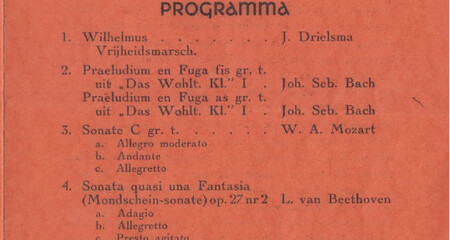 PROGRAMMA
1. Wilhelmus . . . . . . . J. Drielsma
Vrijheidsmarsch.
2. Praeludium en Fuga fis gr. t.
uit „Das Wohlt. Kl." I . Joh. Seb. Bach
Praeludium en Fuga as gr. t.
uit „Das Wohlt. Kl." I . Joh. Seb. Bach
3. Sonate C gr. t. . . . . . W. A. Mozart
a. Allegro moderato
b. Andante
c. Allegretto
4. Sonata quasi una Fantasia
(Mondschein-sonate) op. 27 nr 2 L. van Beethoven
a. Adagio
b. Allegretto
c. Presto agitato